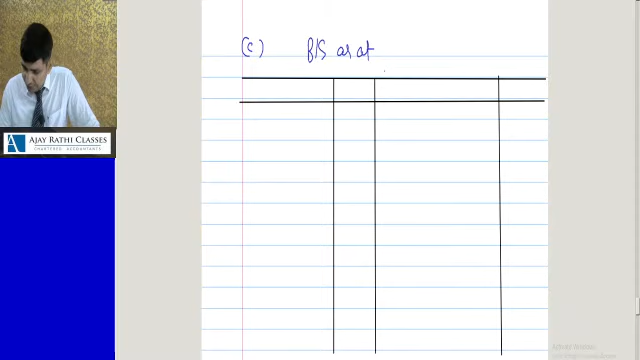 (c) B/S as at
A AJAY RATHI CLASSES
CHARTERED ACCOUNTANTS